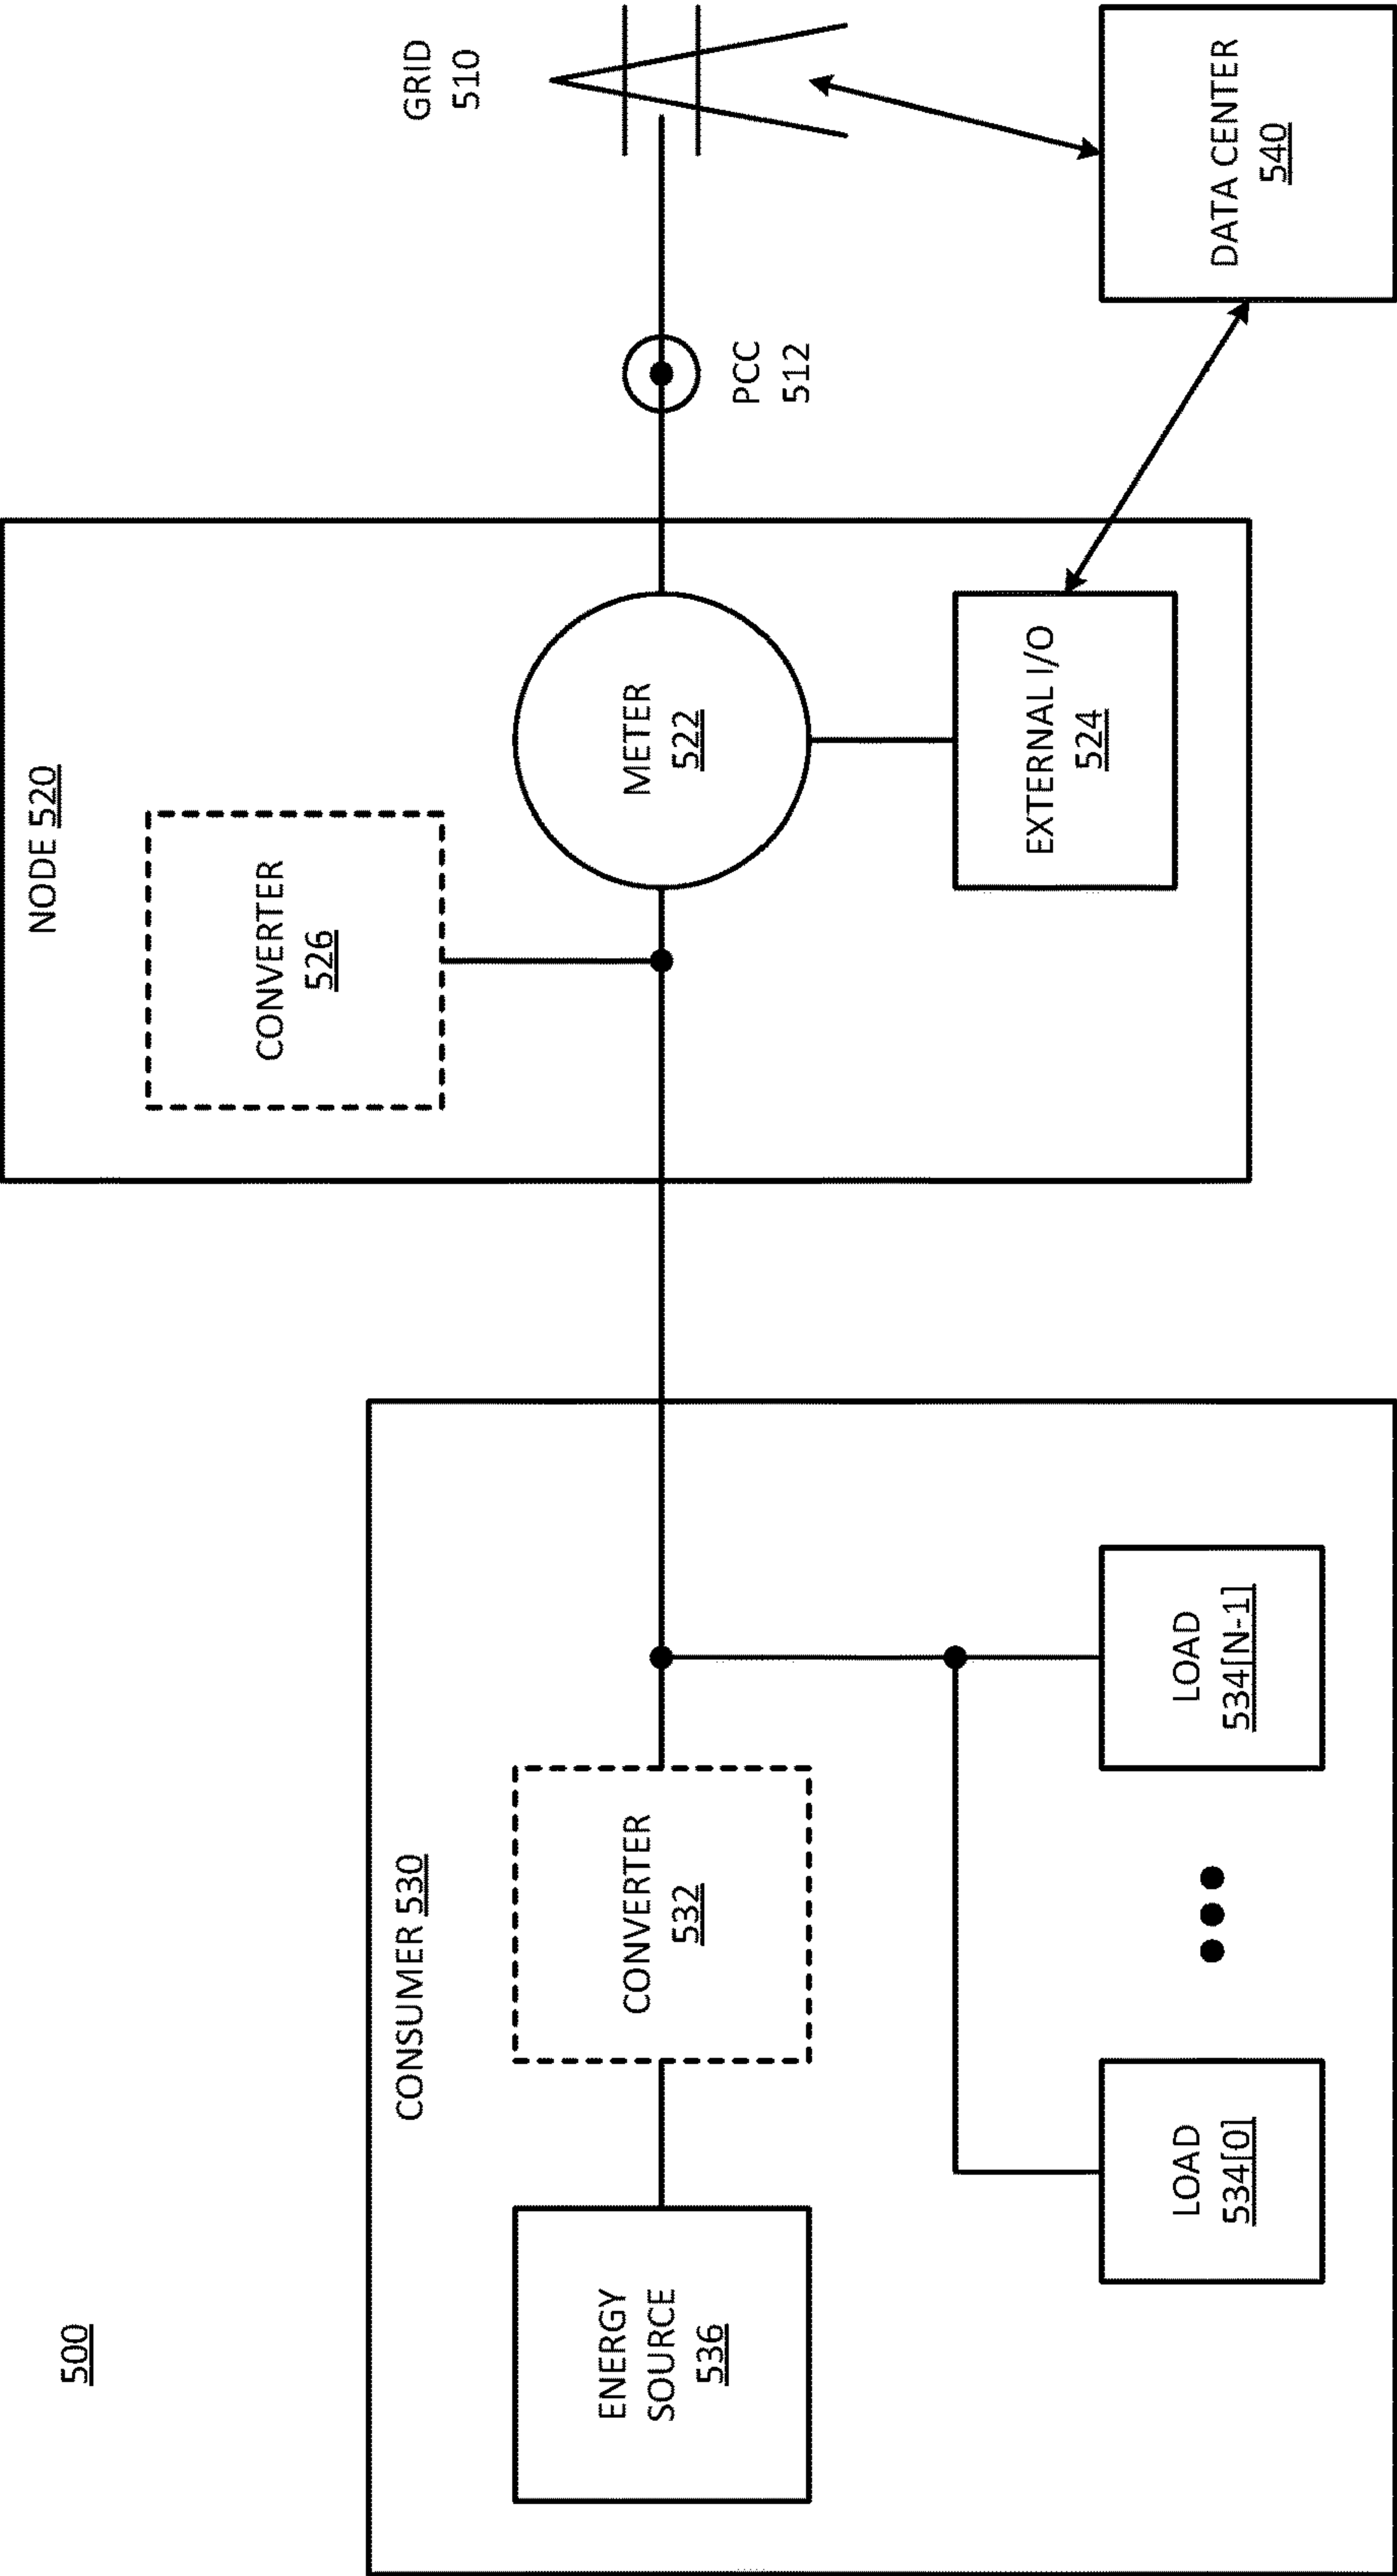 500
CONSUMER 530
ENERGY
SOURCE
536
CONVERTER
532
LOAD
534[0]
LOAD
534[N-1]
NODE 520
CONVERTER
526
METER
522
EXTERNAL I/O
524
PCC
512
GRID
510
DATA CENTER
540